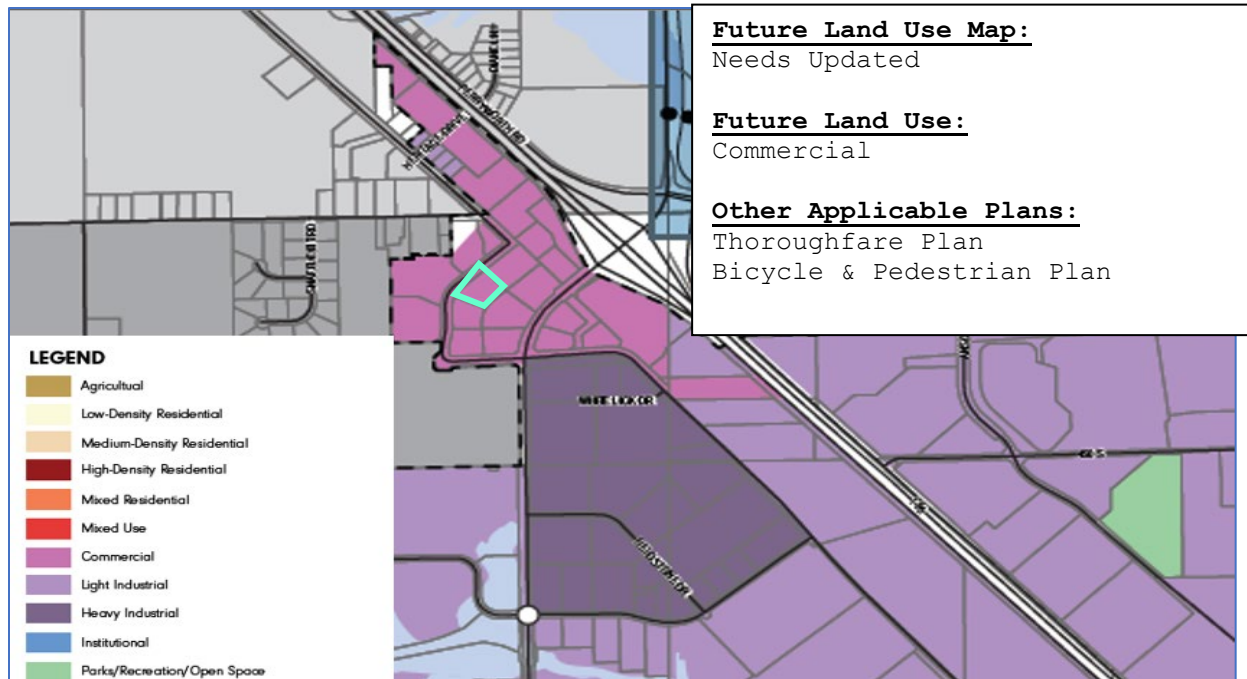 Future Land Use Map:
Needs Updated
Future Land Use:
Commercial
Other Applicable Plans:
Thoroughfare Plan
Bicycle & Pedestrian Plan
WHITE LICK DR
LEGEND
Agricultual
Low-Density Residential
Medium-Density Residential
High-Density Residential
Mixed Residential
Mixed Use
Commercial
Light Industrial
Heavy Industrial
Institutional
Parks/Recreation/Open Space